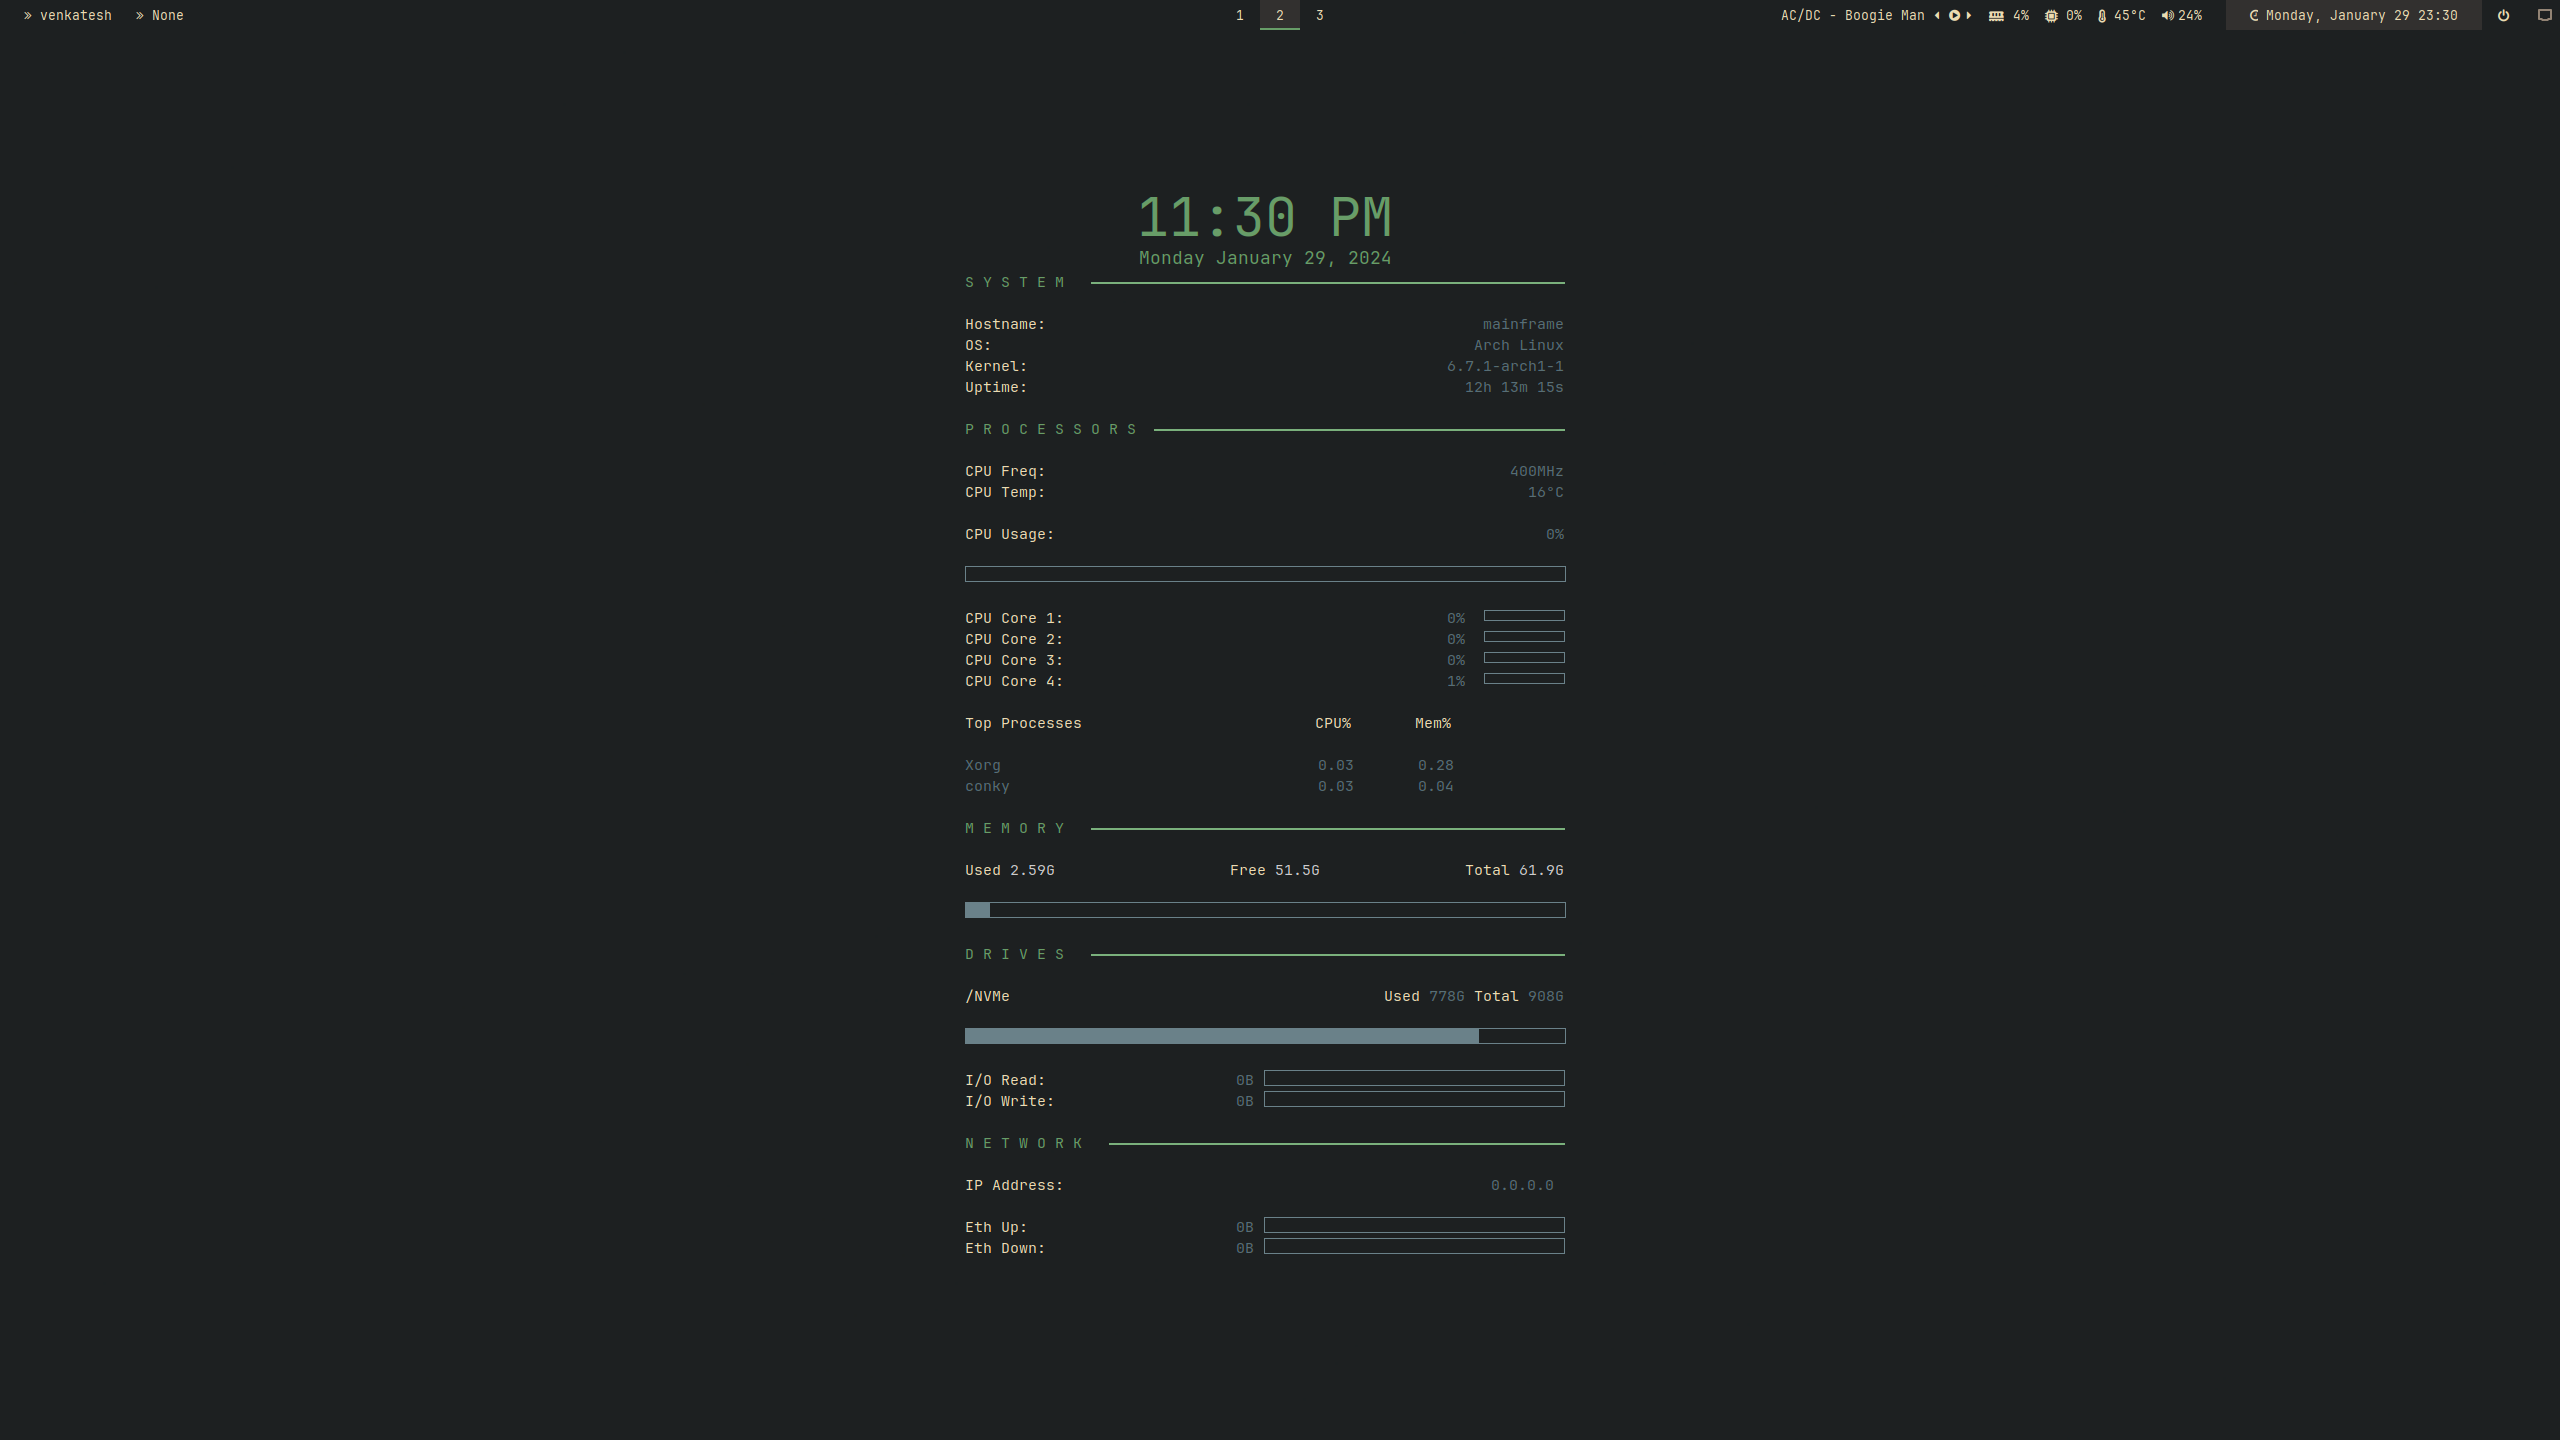 » venkatesh » None 1 2 3 AC/DC - Boogie Man 4% 0% 45°C 24% Monday, January 29 23:30
11:30 PM
Monday January 29, 2024
SYSTEM
Hostname: mainframe
OS: Arch Linux
Kernel: 6.7.1-arch1-1
Uptime: 12h 13m 15s
PROCESSORS
CPU Freq: 400MHz
CPU Temp: 16°C
CPU Usage: 0%
CPU Core 1: 0%
CPU Core 2: 0%
CPU Core 3: 0%
CPU Core 4: 1%
Top Processes CPU% Mem%
Xorg 0.03 0.28
conky 0.03 0.04
MEMORY
Used 2.59G Free 51.5G Total 61.9G
DRIVES
/NVMe Used 778G Total 908G
I/O Read: 0B
I/O Write: 0B
NETWORK
IP Address: 0.0.0.0
Eth Up: 0B
Eth Down: 0B